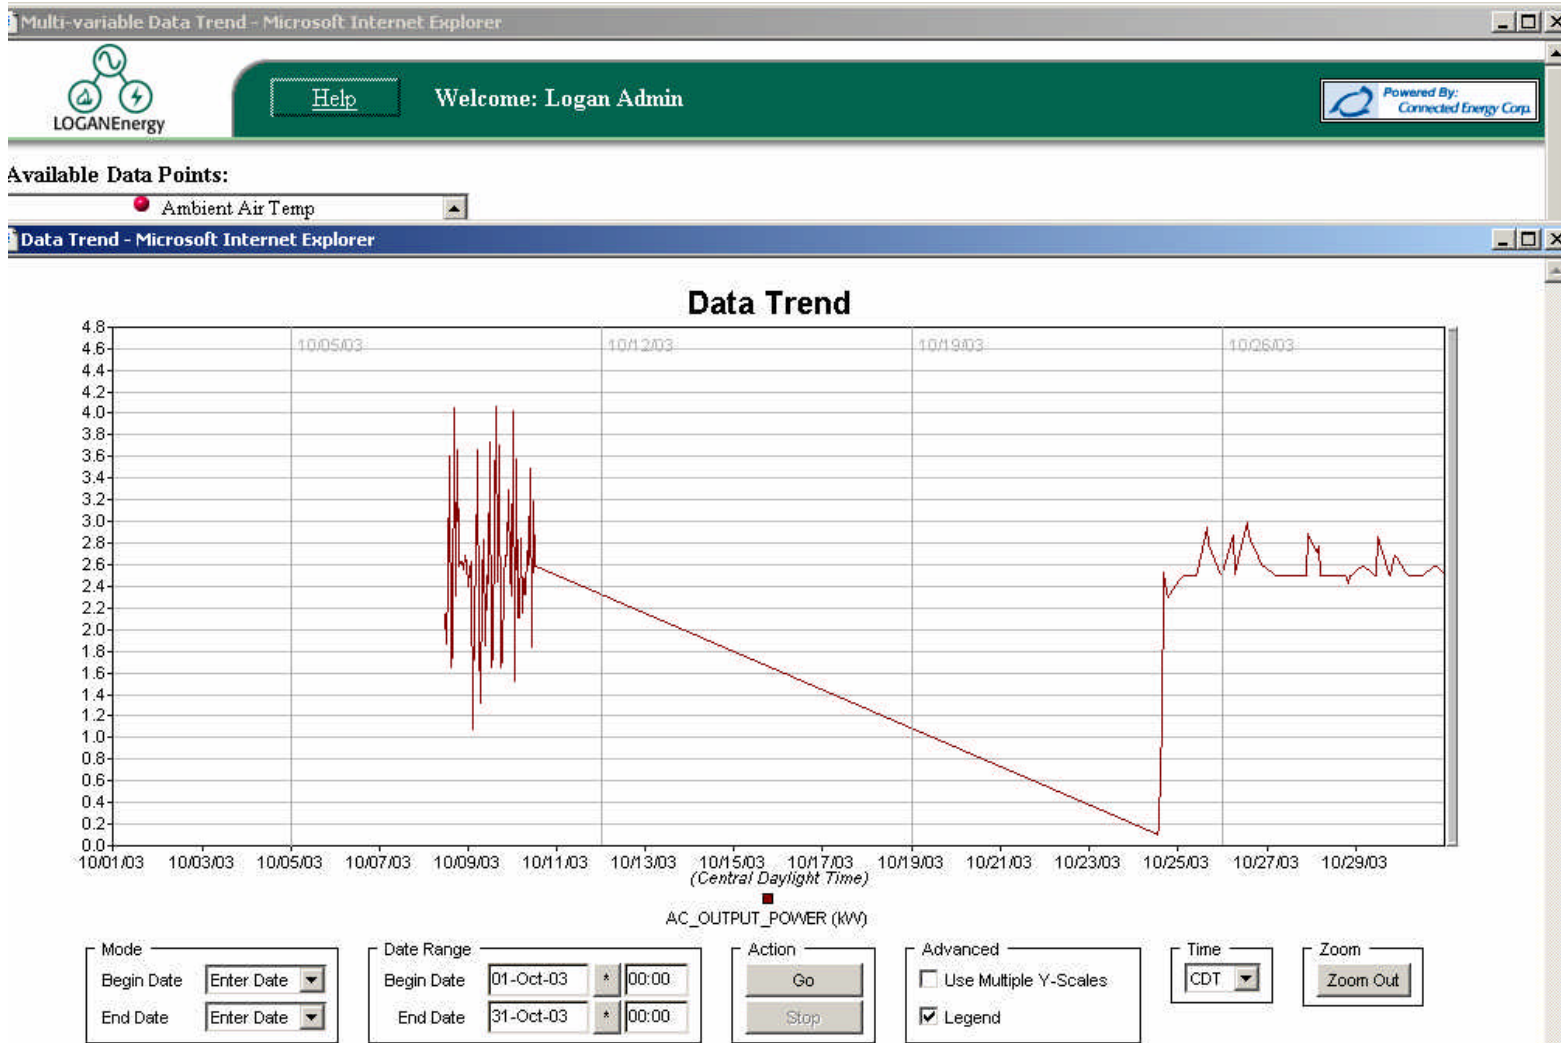 Multi-variable Data Trend - Microsoft Internet Explorer
LOGANEnergy
Help
Welcome: Logan Admin
Powered By:
Connected Energy Corp.
Available Data Points:
Ambient Air Temp
Data Trend - Microsoft Internet Explorer
Data Trend
4.8
4.6
4.4
4.2
4.0
3.8
3.6
3.4
3.2
3.0
2.8
2.6
2.4
2.2
2.0
1.8
1.6
1.4
1.2
1.0
0.8
0.6
0.4
0.2
0.0
10/05/03 10/12/03 10/19/03 10/26/03
10/01/03 10/03/03 10/05/03 10/07/03 10/09/03 10/11/03 10/13/03 10/15/03 10/17/03 10/19/03 10/21/03 10/23/03 10/25/03 10/27/03 10/29/03
(Central Daylight Time)
AC_OUTPUT_POWER (kW)
Mode
Begin Date Enter Date
End Date Enter Date
Date Range
Begin Date 01-Oct-03 * 00:00
End Date 31-Oct-03 * 00:00
Action
Go
Stop
Advanced
Use Multiple Y-Scales
Legend
Time
CDT
Zoom
Zoom Out